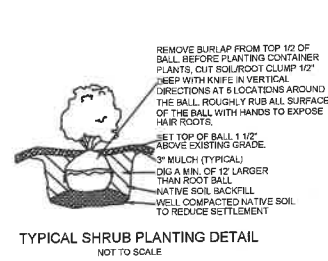 REMOVE BURLAP FROM TOP 1/2 OF
BALL. BEFORE PLANTING CONTAINER
PLANTS, CUT SOIL/ROOT CLUMP 1/2"
DEEP WITH KNIFE IN VERTICAL
DIRECTIONS AT 6 LOCATIONS AROUND
THE BALL. ROUGHLY RUB ALL SURFACE
OF THE BALL WITH HANDS TO EXPOSE
HAIR ROOTS.
SET TOP OF BALL 1 1/2"
ABOVE EXISTING GRADE.
3" MULCH (TYPICAL)
DIG A MIN. OF 12' LARGER
THAN ROOT BALL
NATIVE SOIL BACKFILL
WELL COMPACTED NATIVE SOIL
TO REDUCE SETTLEMENT
TYPICAL SHRUB PLANTING DETAIL
NOT TO SCALE